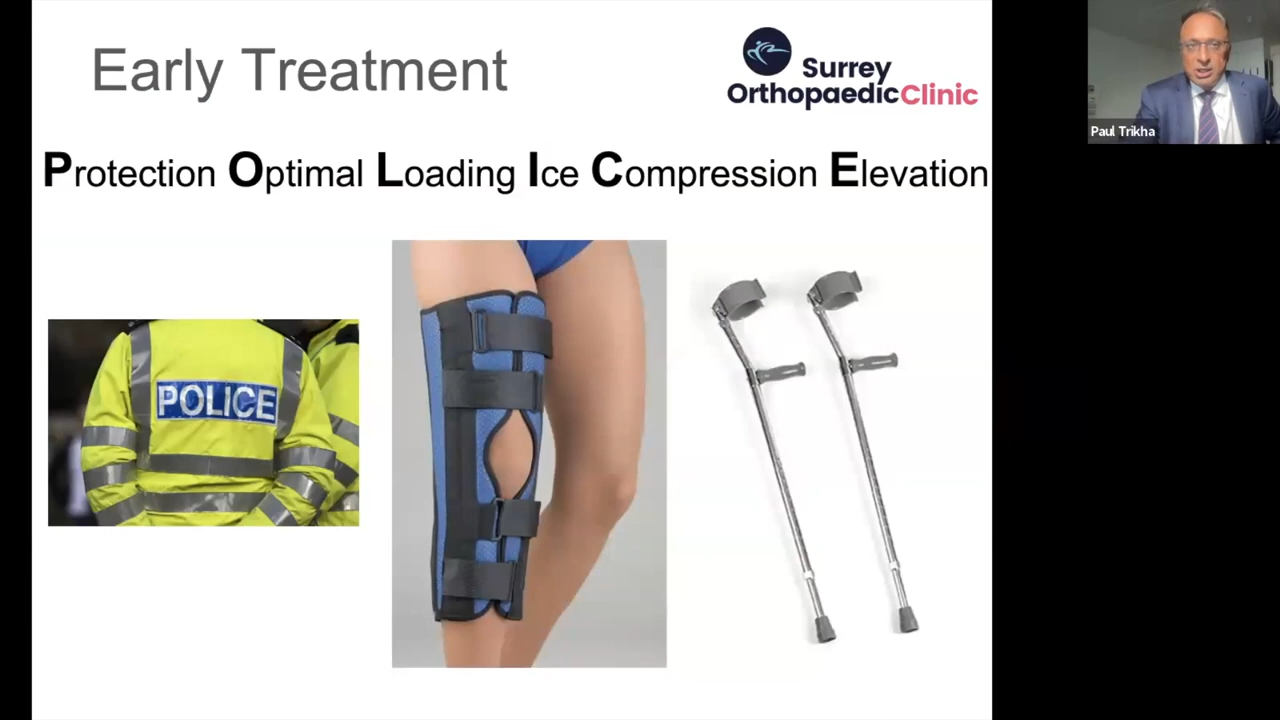 Early Treatment
Surrey
OrthopaedicClinic
Paul Trikha
Protection Optimal Loading Ice Compression Elevation
POLICE